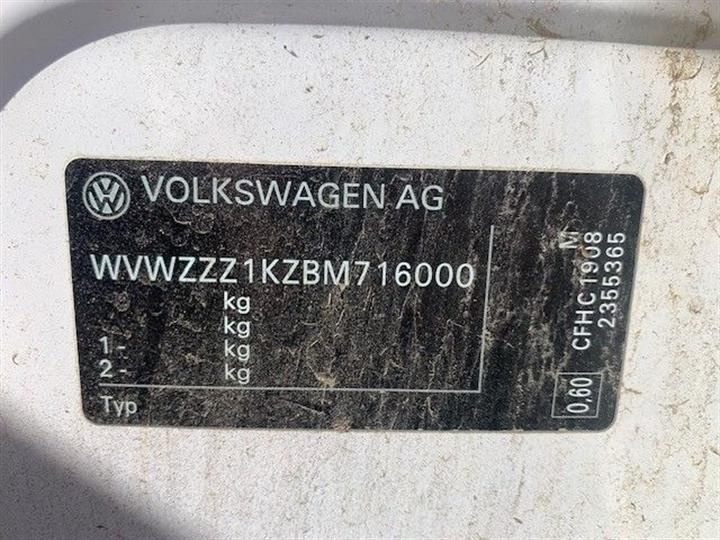 VOLKSWAGEN AG
WVWZZZ1KZBM716000
kg
kg
1 - kg
2 - kg
Typ
M
CFHC 1908
2355365
0,60